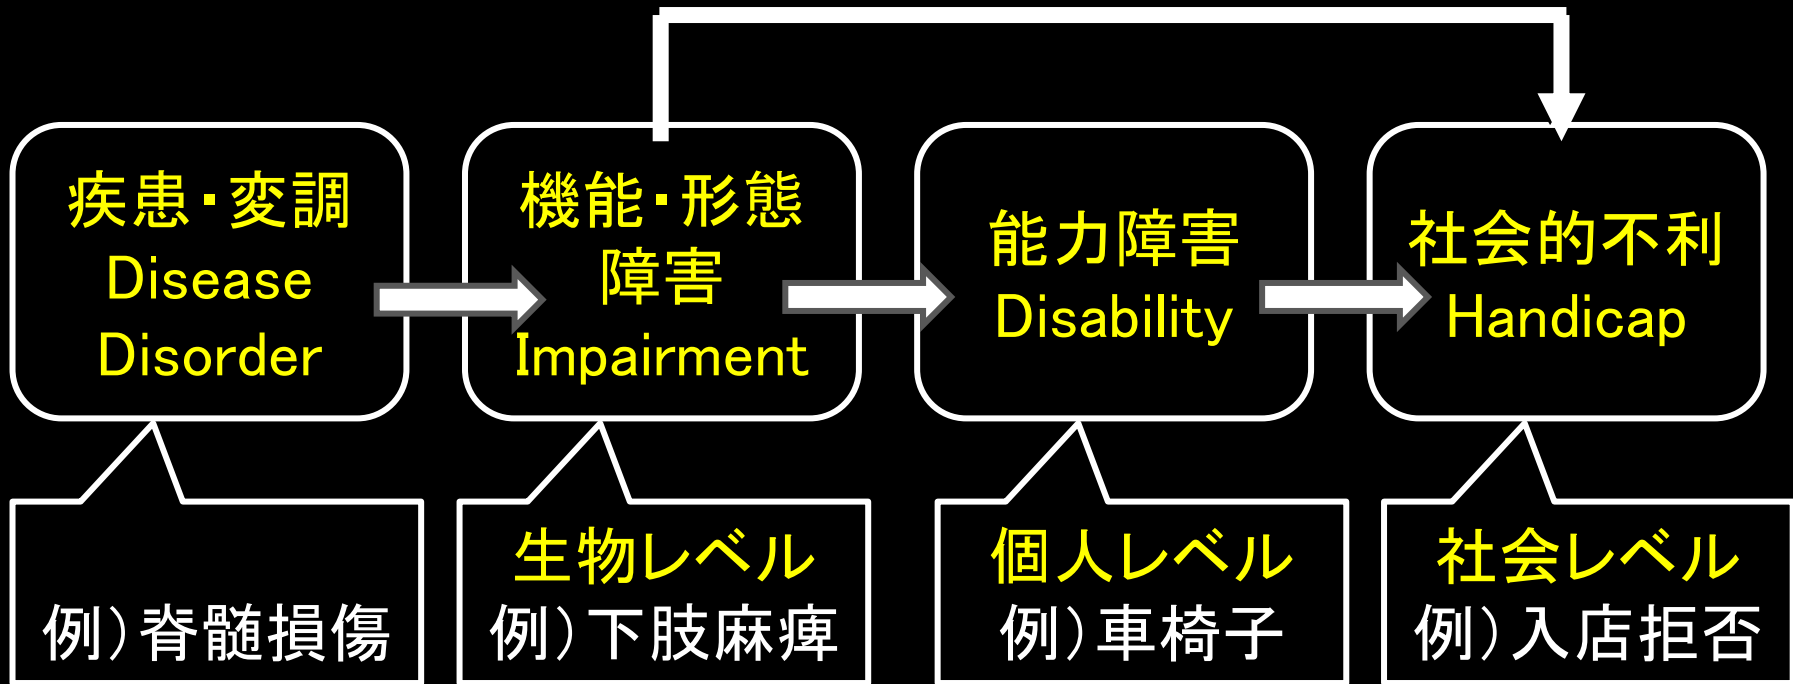 疾患・変調
Disease
Disorder
機能・形態
障害
Impairment
能力障害
Disability
社会的不利
Handicap
例）脊髄損傷
生物レベル
例）下肢麻痺
個人レベル
例）車椅子
社会レベル
例）入店拒否